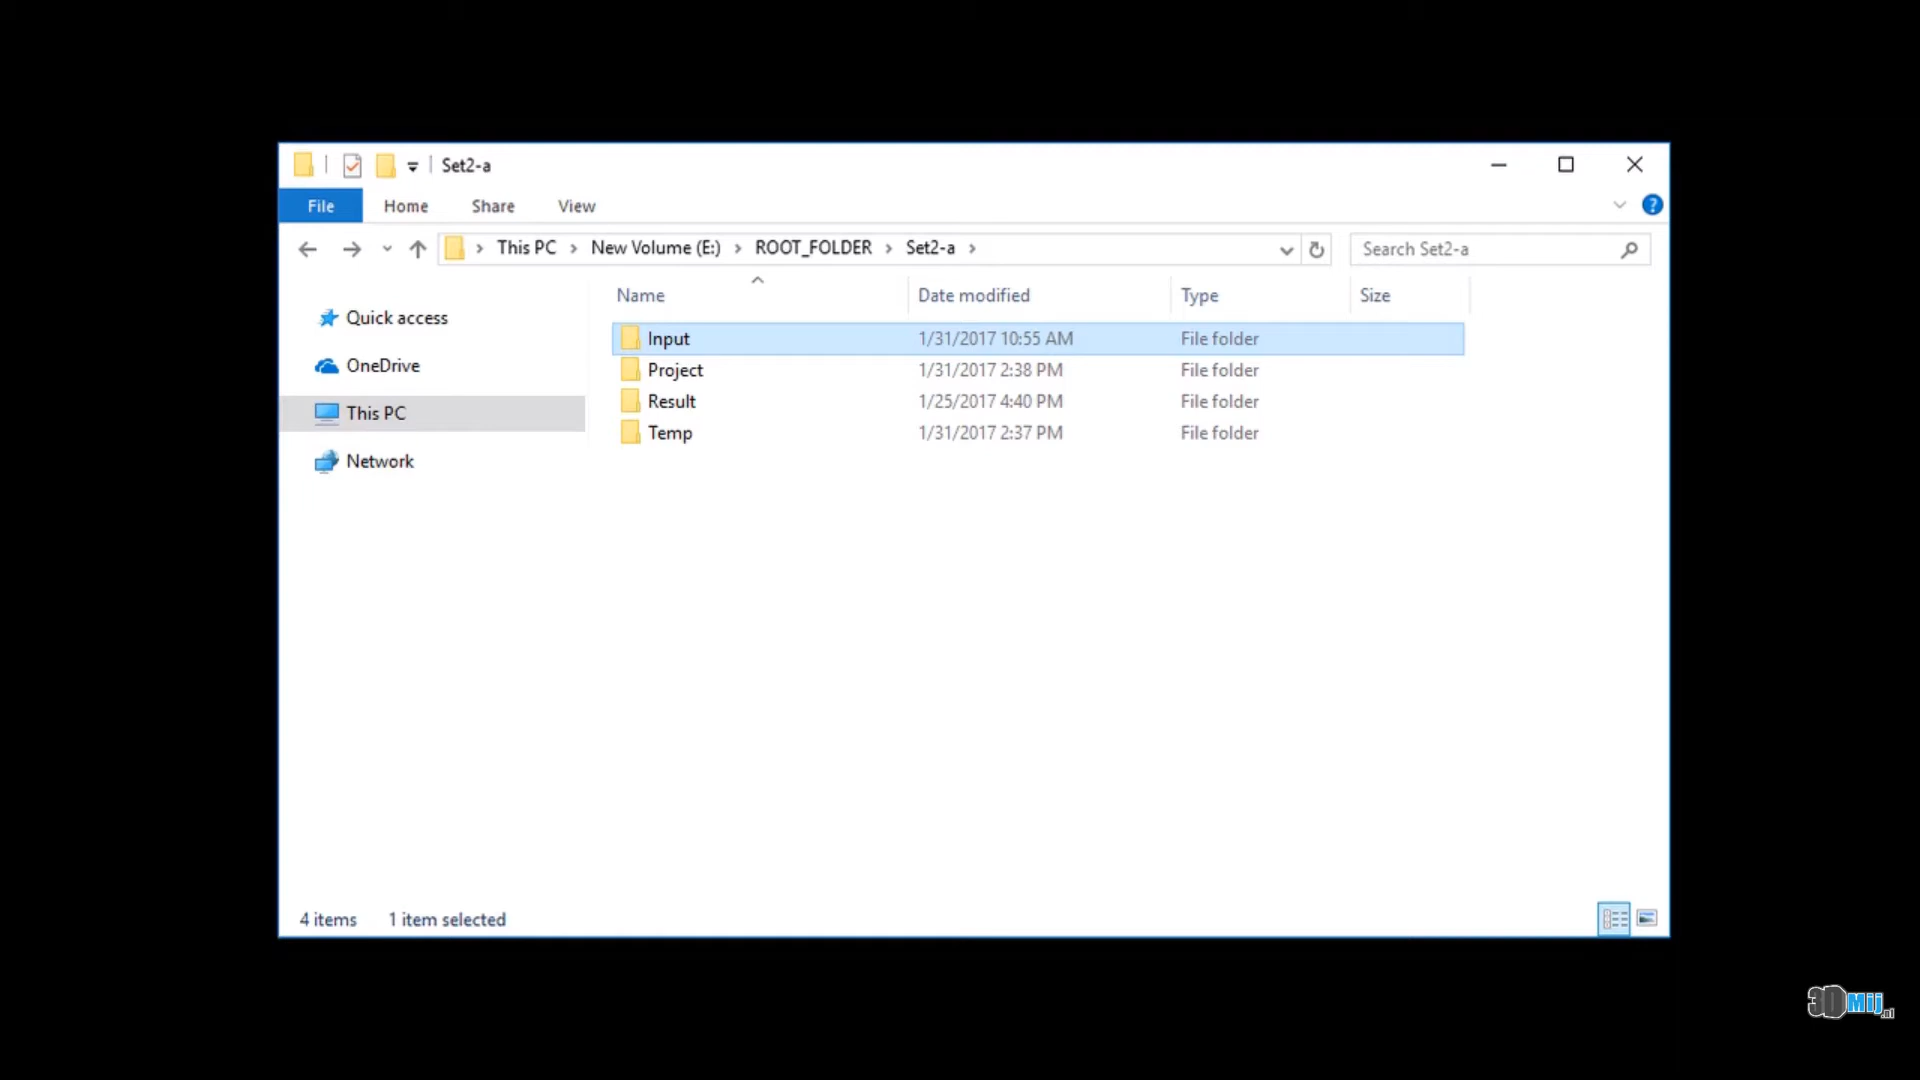 Set2-a
File Home Share View
This PC New Volume (E:) ROOT_FOLDER Set2-a Search Set2-a
Name Date modified Type Size
Quick access
OneDrive
This PC
Network
Input 1/31/2017 10:55 AM File folder
Project 1/31/2017 2:38 PM File folder
Result 1/25/2017 4:40 PM File folder
Temp 1/31/2017 2:37 PM File folder
4 items 1 item selected
3DMij.nl